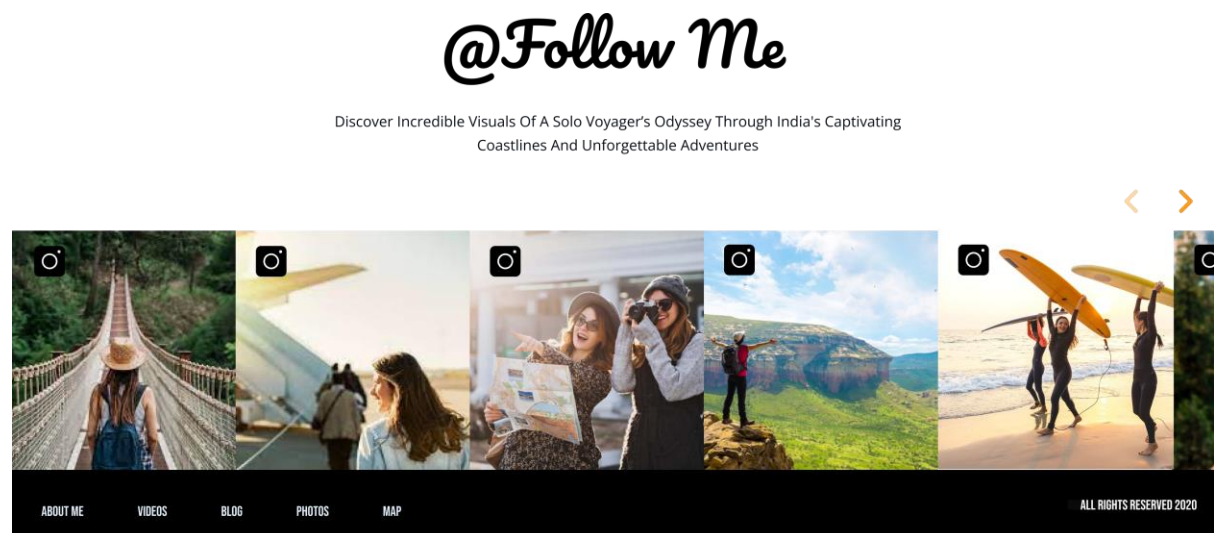 @Follow Me
Discover Incredible Visuals Of A Solo Voyager’s Odyssey Through India's Captivating
Coastlines And Unforgettable Adventures
ABOUT ME VIDEOS BLOG PHOTOS MAP
ALL RIGHTS RESERVED 2020